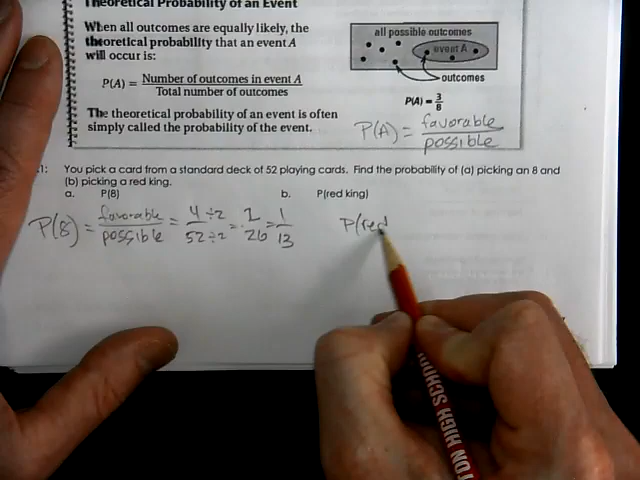 Theoretical Probability of an Event
When all outcomes are equally likely, the
theoretical probability that an event A
will occur is:
P(A) = Number of outcomes in event A
Total number of outcomes
The theoretical probability of an event is often
simply called the probability of the event.
all possible outcomes
event A
outcomes
P(A) = 3/8
P(A) = favorable
possible
1: You pick a card from a standard deck of 52 playing cards. Find the probability of (a) picking an 8 and
(b) picking a red king.
a. P(8)
b. P(red king)
P(8) = favorable/possible = 4÷2/52÷2 = 2/26 = 1/13
P(red
TON HIGH SCHOOL